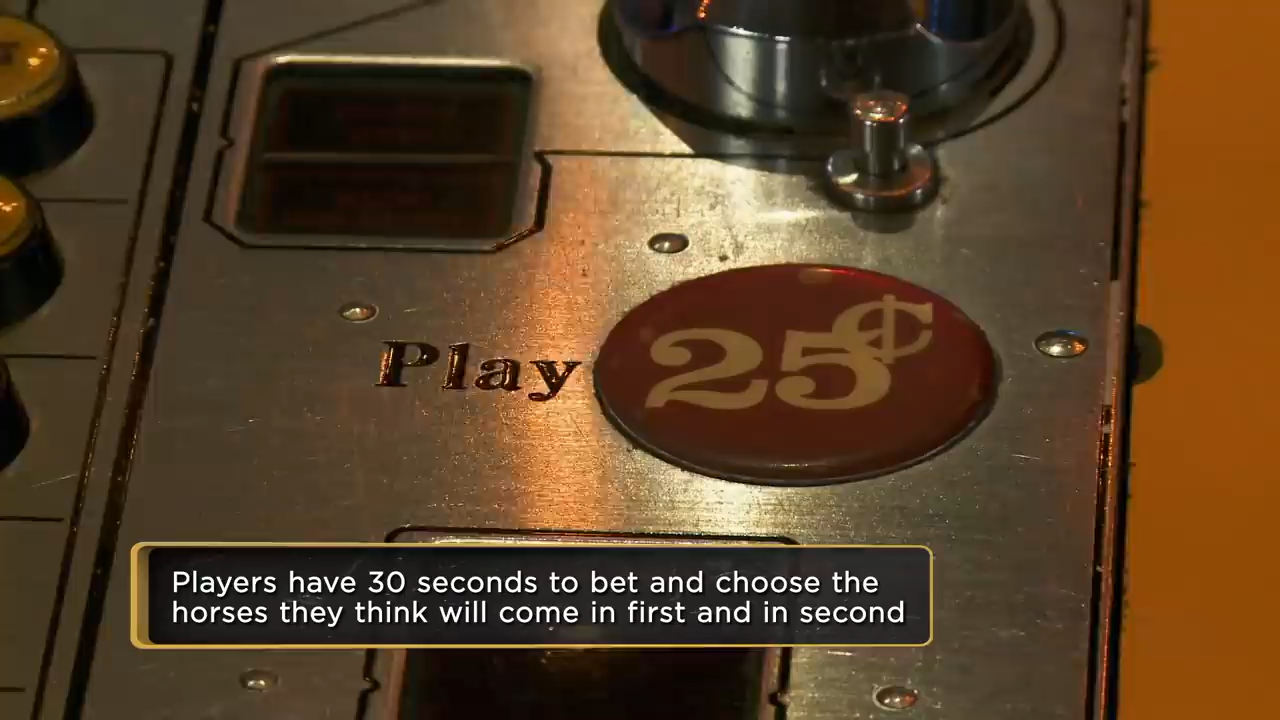 Play 25¢
Players have 30 seconds to bet and choose the
horses they think will come in first and in second